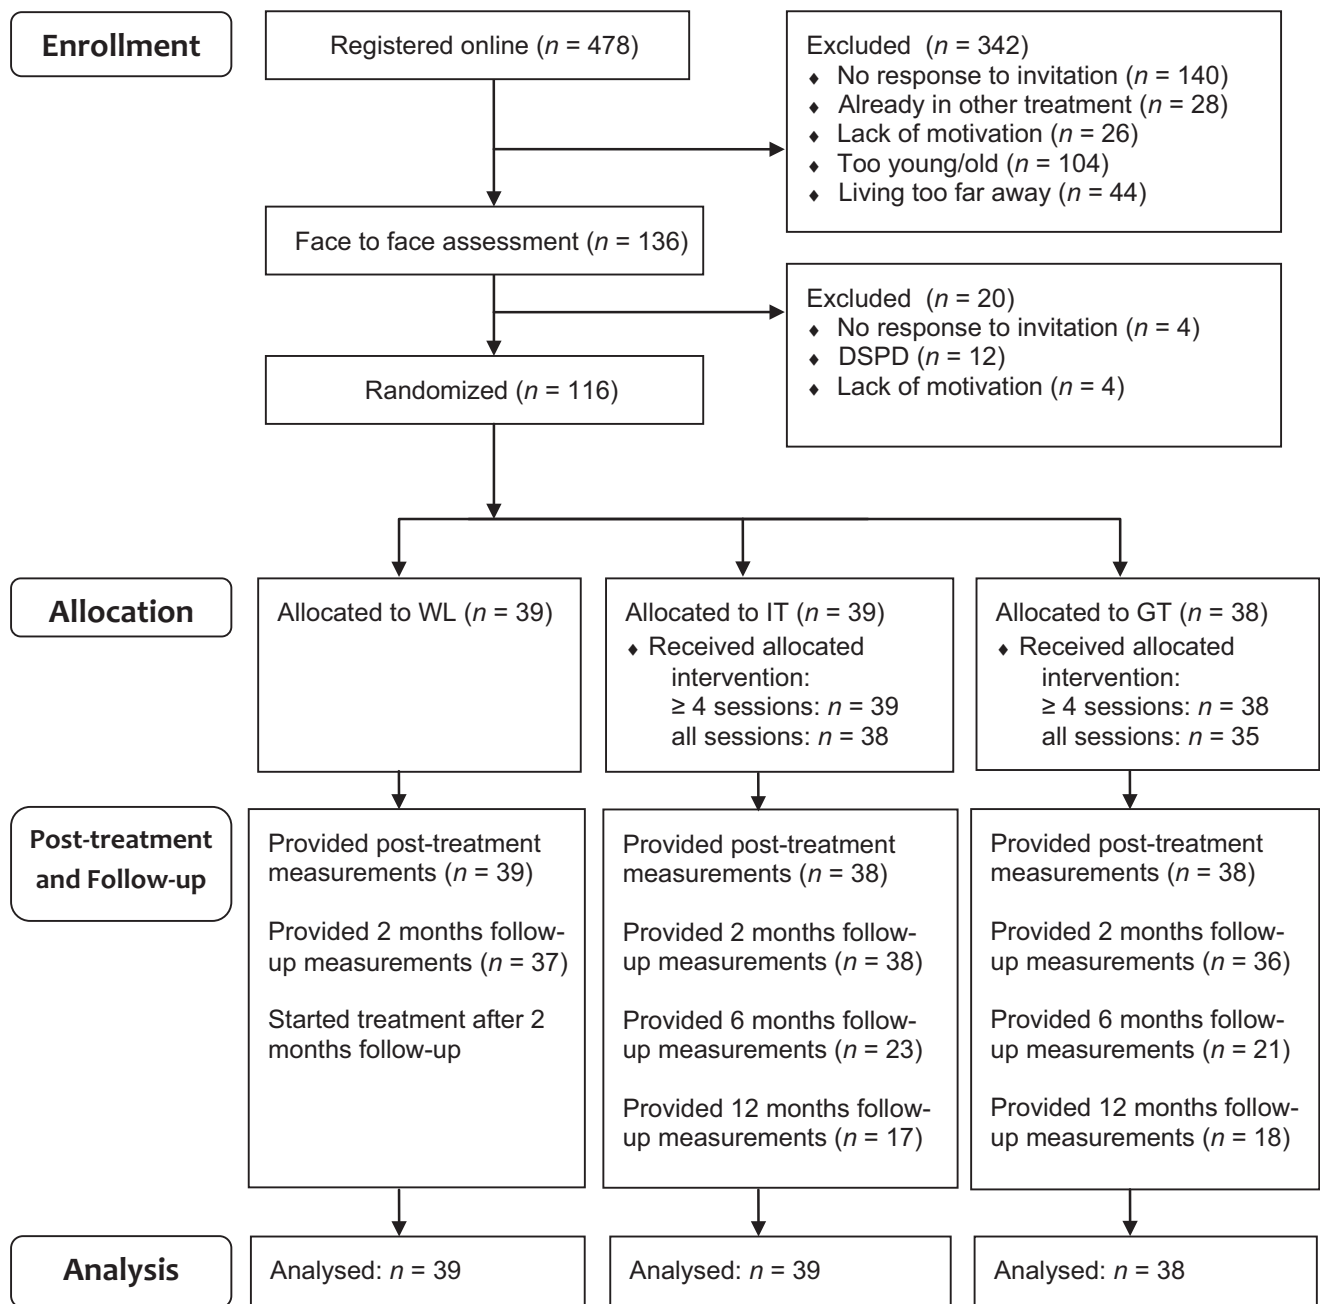 Enrollment
Registered online (n = 478)
Excluded (n = 342)
♦ No response to invitation (n = 140)
♦ Already in other treatment (n = 28)
♦ Lack of motivation (n = 26)
♦ Too young/old (n = 104)
♦ Living too far away (n = 44)
Face to face assessment (n = 136)
Excluded (n = 20)
♦ No response to invitation (n = 4)
♦ DSPD (n = 12)
♦ Lack of motivation (n = 4)
Randomized (n = 116)
Allocation
Allocated to WL (n = 39)
Allocated to IT (n = 39)
♦ Received allocated
intervention:
≥ 4 sessions: n = 39
all sessions: n = 38
Allocated to GT (n = 38)
♦ Received allocated
intervention:
≥ 4 sessions: n = 38
all sessions: n = 35
Post-treatment
and Follow-up
Provided post-treatment
measurements (n = 39)
Provided 2 months follow-
up measurements (n = 37)
Started treatment after 2
months follow-up
Provided post-treatment
measurements (n = 38)
Provided 2 months follow-
up measurements (n = 38)
Provided 6 months follow-
up measurements (n = 23)
Provided 12 months follow-
up measurements (n = 17)
Provided post-treatment
measurements (n = 38)
Provided 2 months follow-
up measurements (n = 36)
Provided 6 months follow-
up measurements (n = 21)
Provided 12 months follow-
up measurements (n = 18)
Analysis
Analysed: n = 39
Analysed: n = 39
Analysed: n = 38